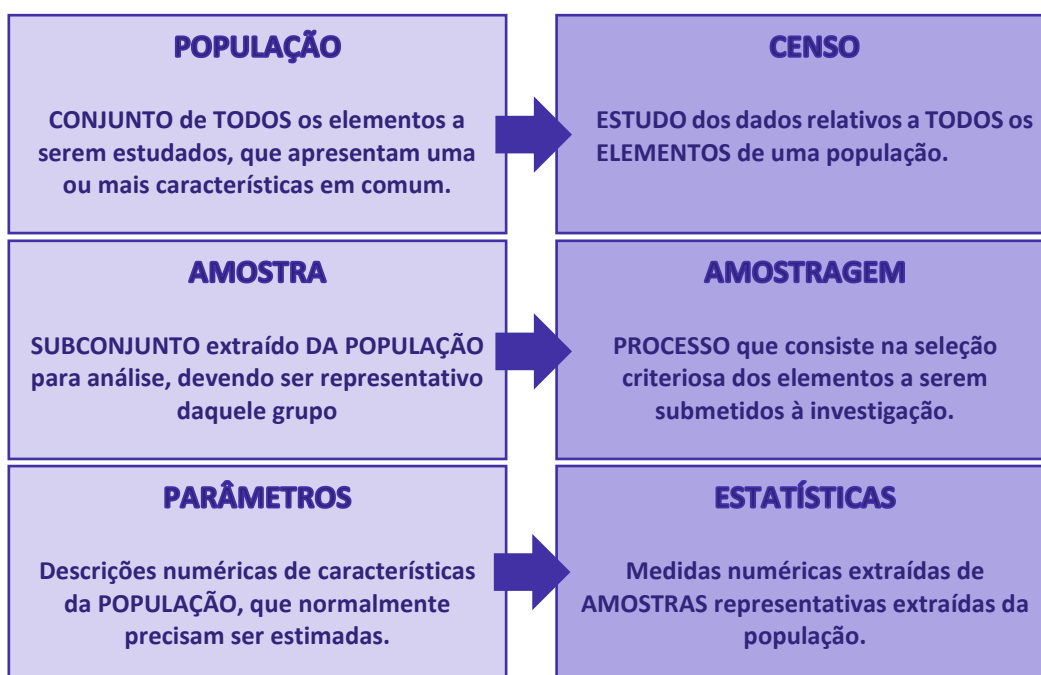 POPULAÇÃO
CONJUNTO de TODOS os elementos a
serem estudados, que apresentam uma
ou mais características em comum.
CENSO
ESTUDO dos dados relativos a TODOS os
ELEMENTOS de uma população.
AMOSTRA
SUBCONJUNTO extraído DA POPULAÇÃO
para análise, devendo ser representativo
daquele grupo
AMOSTRAGEM
PROCESSO que consiste na seleção
criteriosa dos elementos a serem
submetidos à investigação.
PARÂMETROS
Descrições numéricas de características
da POPULAÇÃO, que normalmente
precisam ser estimadas.
ESTATÍSTICAS
Medidas numéricas extraídas de
AMOSTRAS representativas extraídas da
população.